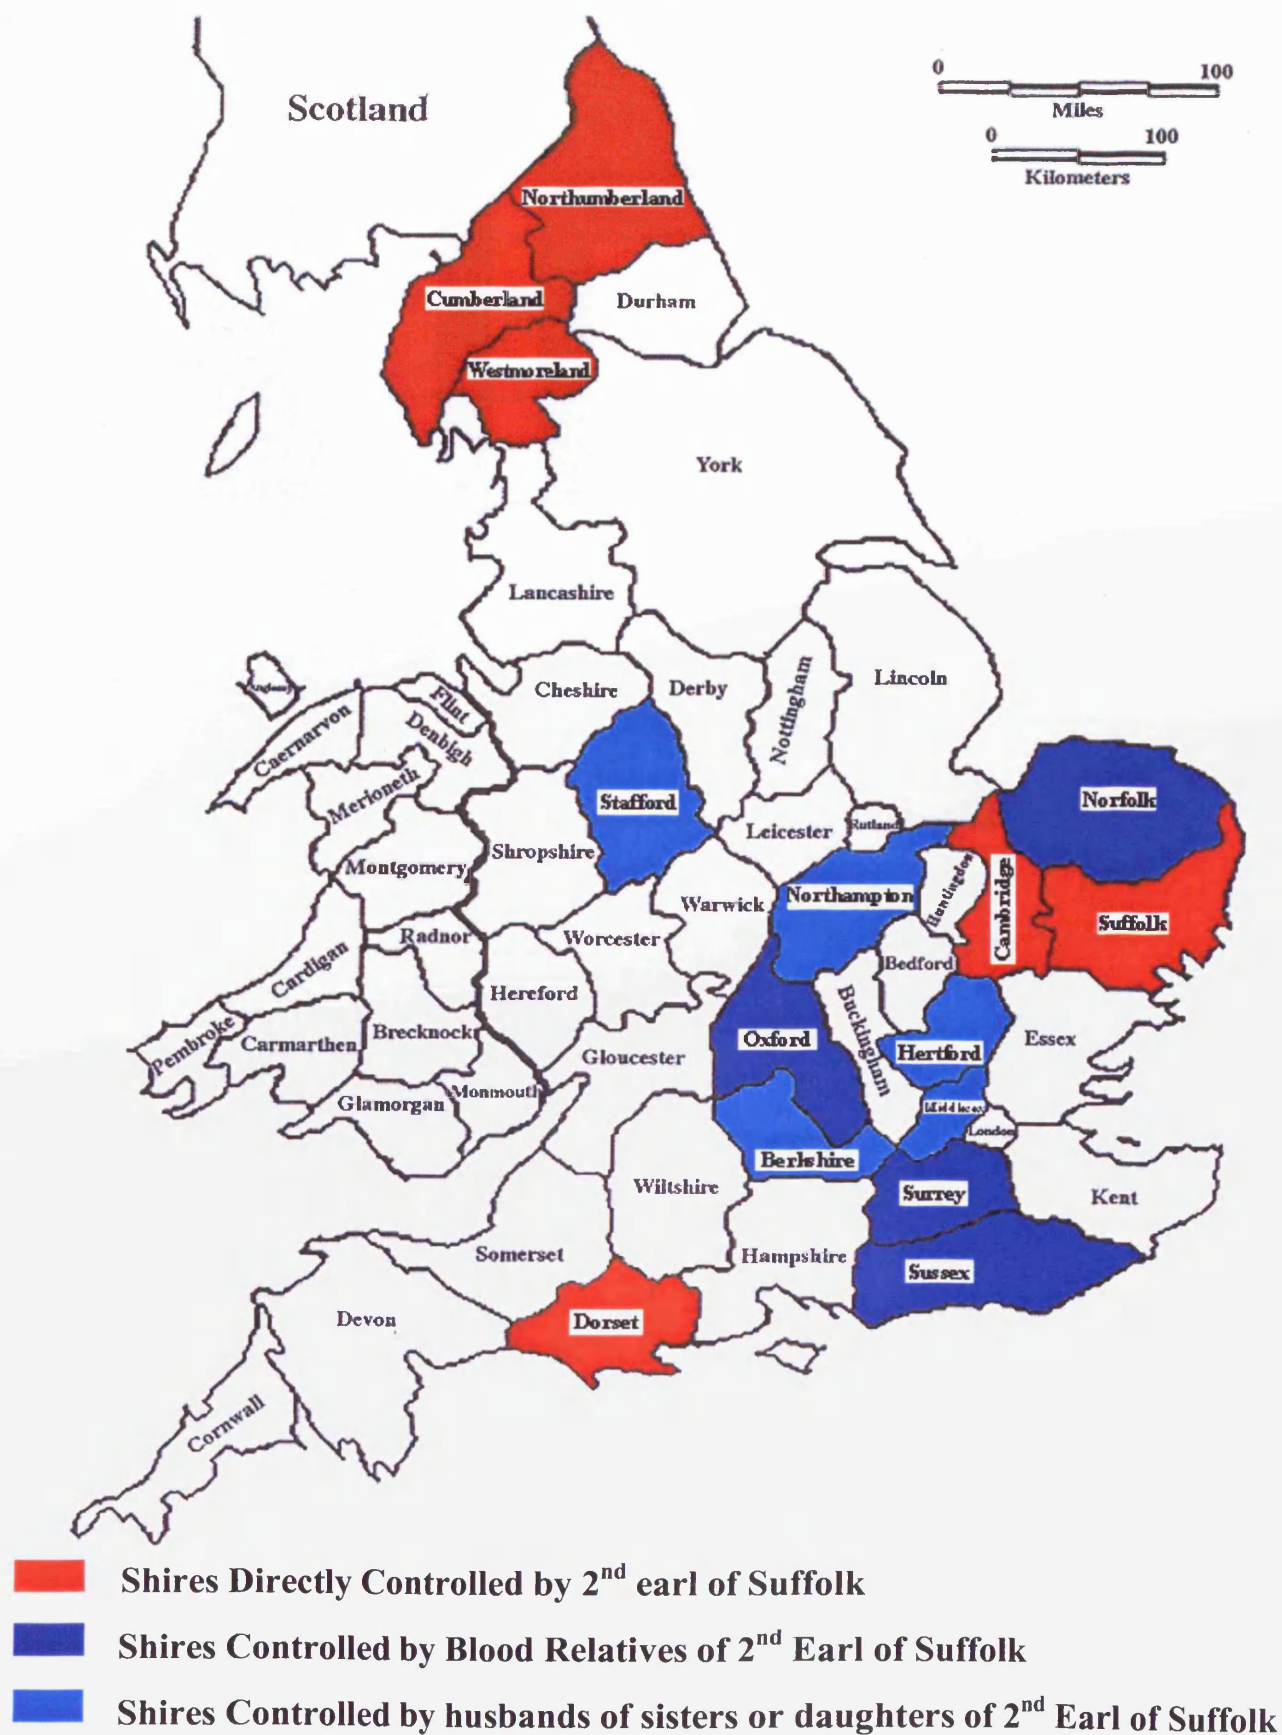 0 100
Miles
0 100
Kilometers
Scotland
Northumberland
Cumberland
Durham
Westmoreland
York
Lancashire
Cheshire
Derby
Nottingham
Lincoln
Flint
Caernarvon
Denbigh
Merioneth
Stafford
Norfolk
Leicester
Rutland
Shropshire
Montgomery
Northampton
Huntingdon
Cambridge
Suffolk
Warwick
Radnor
Worcester
Cardigan
Bedford
Hereford
Pembroke
Carmarthen
Brecknock
Gloucester
Oxford
Buckingham
Hertford
Essex
Glamorgan
Monmouth
London
Berkshire
Wiltshire
Surrey
Kent
Somerset
Hampshire
Sussex
Devon
Dorset
Cornwall
Shires Directly Controlled by 2nd earl of Suffolk
Shires Controlled by Blood Relatives of 2nd Earl of Suffolk
Shires Controlled by husbands of sisters or daughters of 2nd Earl of Suffolk